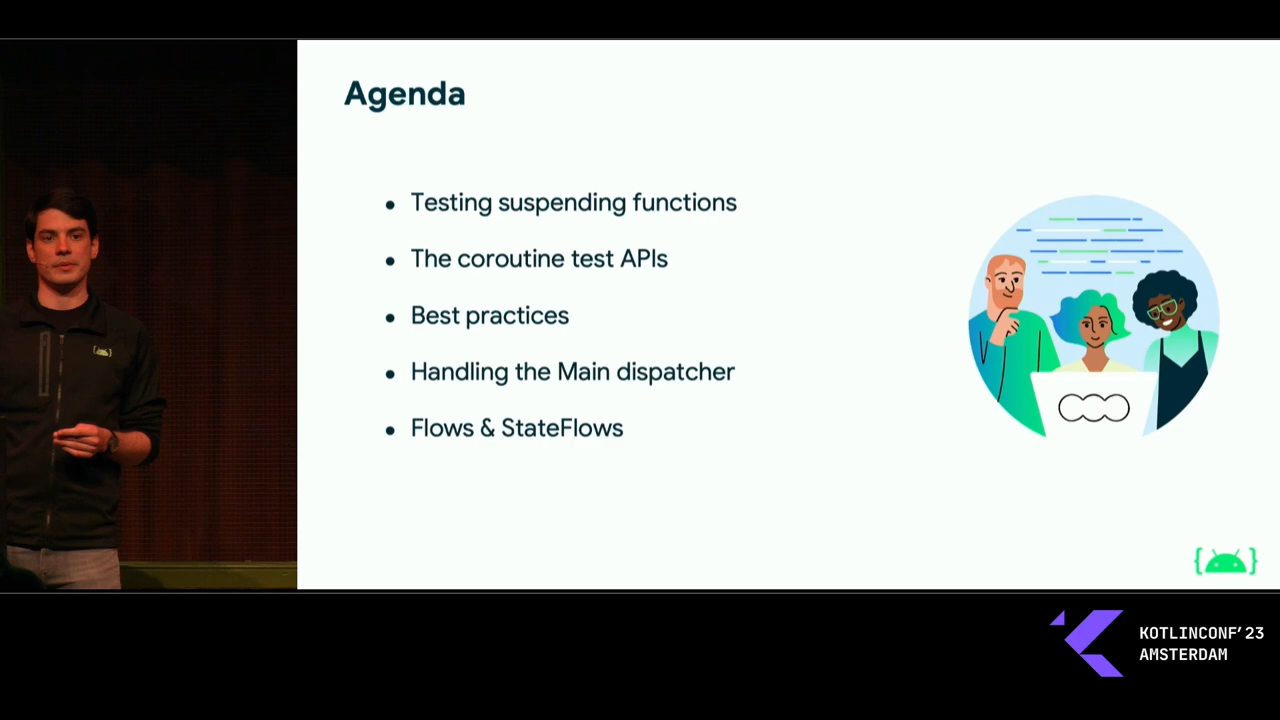 Agenda
• Testing suspending functions
• The coroutine test APIs
• Best practices
• Handling the Main dispatcher
• Flows & StateFlows
KOTLINCONF'23
AMSTERDAM